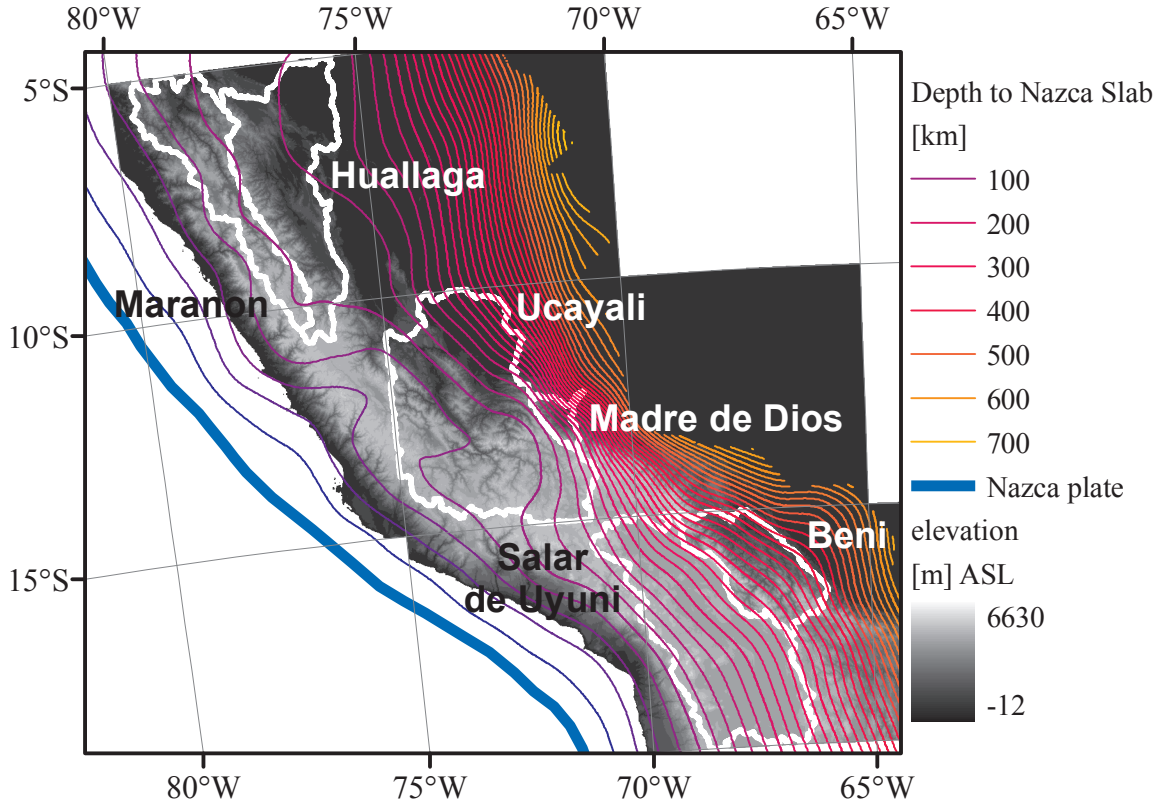 80°W 75°W 70°W 65°W
5°S
10°S
15°S
Huallaga
Maranon
Ucayali
Madre de Dios
Beni
Salar
de Uyuni
80°W 75°W 70°W 65°W
Depth to Nazca Slab
[km]
100
200
300
400
500
600
700
Nazca plate
elevation
[m] ASL
6630
-12